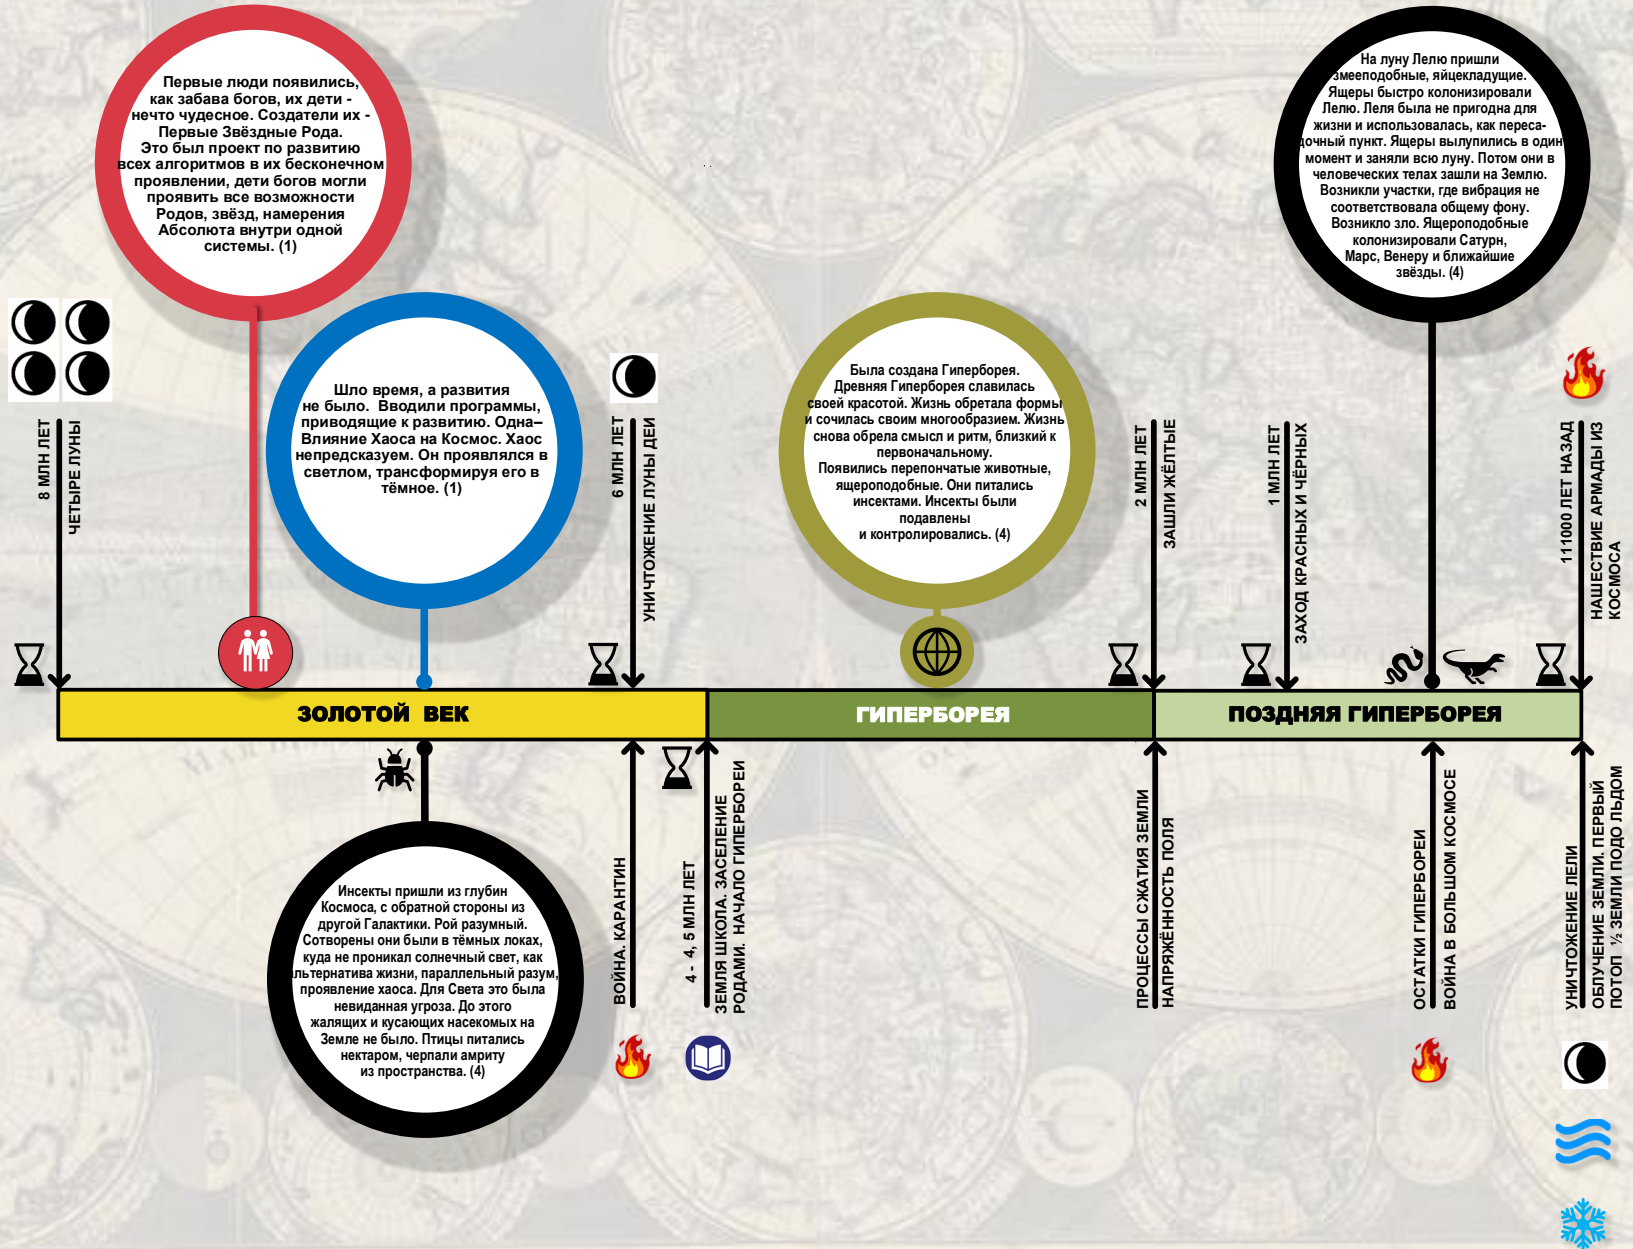 Первые люди появились,
как забава богов, их дети -
нечто чудесное. Создатели их -
Первые Звёздные Рода.
Это был проект по развитию
всех алгоритмов в их бесконечном
проявлении, дети богов могли
проявить все возможности
Родов, звёзд, намерения
Абсолюта внутри одной
системы. (1)
Шло время, а развития
не было. Вводили программы,
приводящие к развитию. Одна–
Влияние Хаоса на Космос. Хаос
непредсказуем. Он проявлялся в
светлом, трансформируя его в
тёмное. (1)
Была создана Гиперборея.
Древняя Гиперборея славилась
своей красотой. Жизнь обретала формы
и сочилась своим многообразием. Жизнь
снова обрела смысл и ритм, близкий к
первоначальному.
Появились перепончатые животные,
ящероподобные. Они питались
инсектами. Инсекты были
подавлены
и контролировались. (4)
На луну Лелю пришли
змееподобные, яйцекладущие.
Ящеры быстро колонизировали
Лелю. Леля была не пригодна для
жизни и использовалась, как переса-
дочный пункт. Ящеры вылупились в один
момент и заняли всю луну. Потом они в
человеческих телах зашли на Землю.
Возникли участки, где вибрация не
соответствовала общему фону.
Возникло зло. Ящероподобные
колонизировали Сатурн,
Марс, Венеру и ближайшие
звёзды. (4)
8 МЛН ЛЕТ
ЧЕТЫРЕ ЛУНЫ
6 МЛН ЛЕТ
УНИЧТОЖЕНИЕ ЛУНЫ ДЕИ
2 МЛН ЛЕТ
ЗАШЛИ ЖЁЛТЫЕ
1 МЛН ЛЕТ
ЗАХОД КРАСНЫХ И ЧЁРНЫХ
111000 ЛЕТ НАЗАД
НАШЕСТВИЕ АРМАДЫ ИЗ
КОСМОСА
ЗОЛОТОЙ ВЕК
ГИПЕРБОРЕЯ
ПОЗДНЯЯ ГИПЕРБОРЕЯ
Инсекты пришли из глубин
Космоса, с обратной стороны из
другой Галактики. Рой разумный.
Сотворены они были в тёмных локах,
куда не проникал солнечный свет, как
льтернатива жизни, параллельный разум,
проявление хаоса. Для Света это была
невиданная угроза. До этого
жалящих и кусающих насекомых на
Земле не было. Птицы питались
нектаром, черпали амриту
из пространства. (4)
ВОЙНА. КАРАНТИН
4 - 4, 5 МЛН ЛЕТ
ЗЕМЛЯ ШКОЛА. ЗАСЕЛЕНИЕ
РОДАМИ. НАЧАЛО ГИПЕРБОРЕИ
ПРОЦЕССЫ СЖАТИЯ ЗЕМЛИ
НАПРЯЖЁННОСТЬ ПОЛЯ
ОСТАТКИ ГИПЕРБОРЕИ
ВОЙНА В БОЛЬШОМ КОСМОСЕ
УНИЧТОЖЕНИЕ ЛЕЛИ
ОБЛУЧЕНИЕ ЗЕМЛИ. ПЕРВЫЙ
ПОТОП ½ ЗЕМЛИ ПОДО ЛЬДОМ